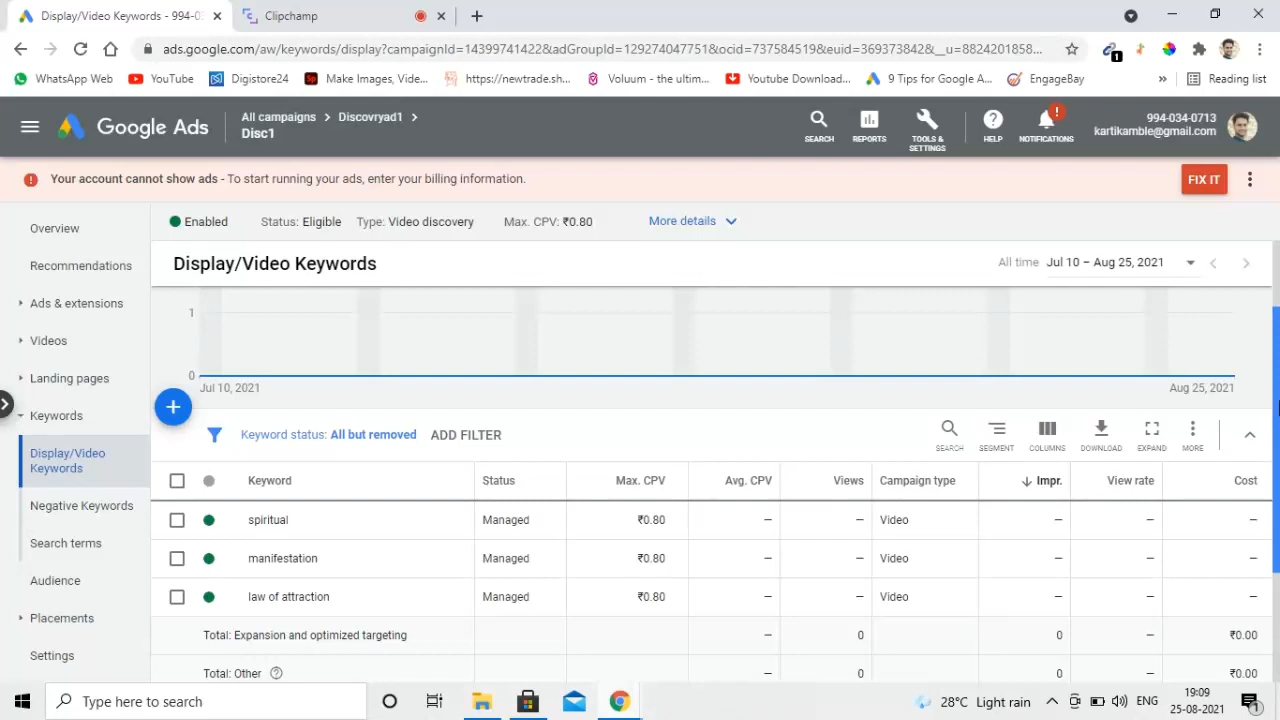 Display/Video Keywords - 994-03
Clipchamp
ads.google.com/aw/keywords/display?campaignId=14399741422&adGroupId=129274047751&ocid=737584519&euid=369373842&__u=8824201858...
1
WhatsApp Web
YouTube
Digistore24
Make Images, Vide...
https://newtrade.sh...
Voluum - the ultim...
Youtube Download...
9 Tips for Google A...
EngageBay
»
Reading list
Google Ads
All campaigns > Discovryad1 >
Disc1
SEARCH
REPORTS
TOOLS & SETTINGS
HELP
NOTIFICATIONS
994-034-0713
kartikamble@gmail.com
Your account cannot show ads - To start running your ads, enter your billing information.
FIX IT
Overview
Recommendations
Ads & extensions
Videos
Landing pages
Keywords
Display/Video
Keywords
Negative Keywords
Search terms
Audience
Placements
Settings
Enabled Status: Eligible Type: Video discovery Max. CPV: ₹0.80 More details
Display/Video Keywords
All time Jul 10 – Aug 25, 2021
1
0
Jul 10, 2021
Aug 25, 2021
Keyword status: All but removed ADD FILTER
SEARCH
SEGMENT
COLUMNS
DOWNLOAD
EXPAND
MORE
Keyword Status Max. CPV Avg. CPV Views Campaign type Impr. View rate Cost
spiritual Managed ₹0.80 – – Video – – –
manifestation Managed ₹0.80 – – Video – – –
law of attraction Managed ₹0.80 – – Video – – –
Total: Expansion and optimized targeting – 0 0 – ₹0.00
Total: Other – 0 0 – ₹0.00
Type here to search
28°C Light rain
ENG
19:09
25-08-2021
1